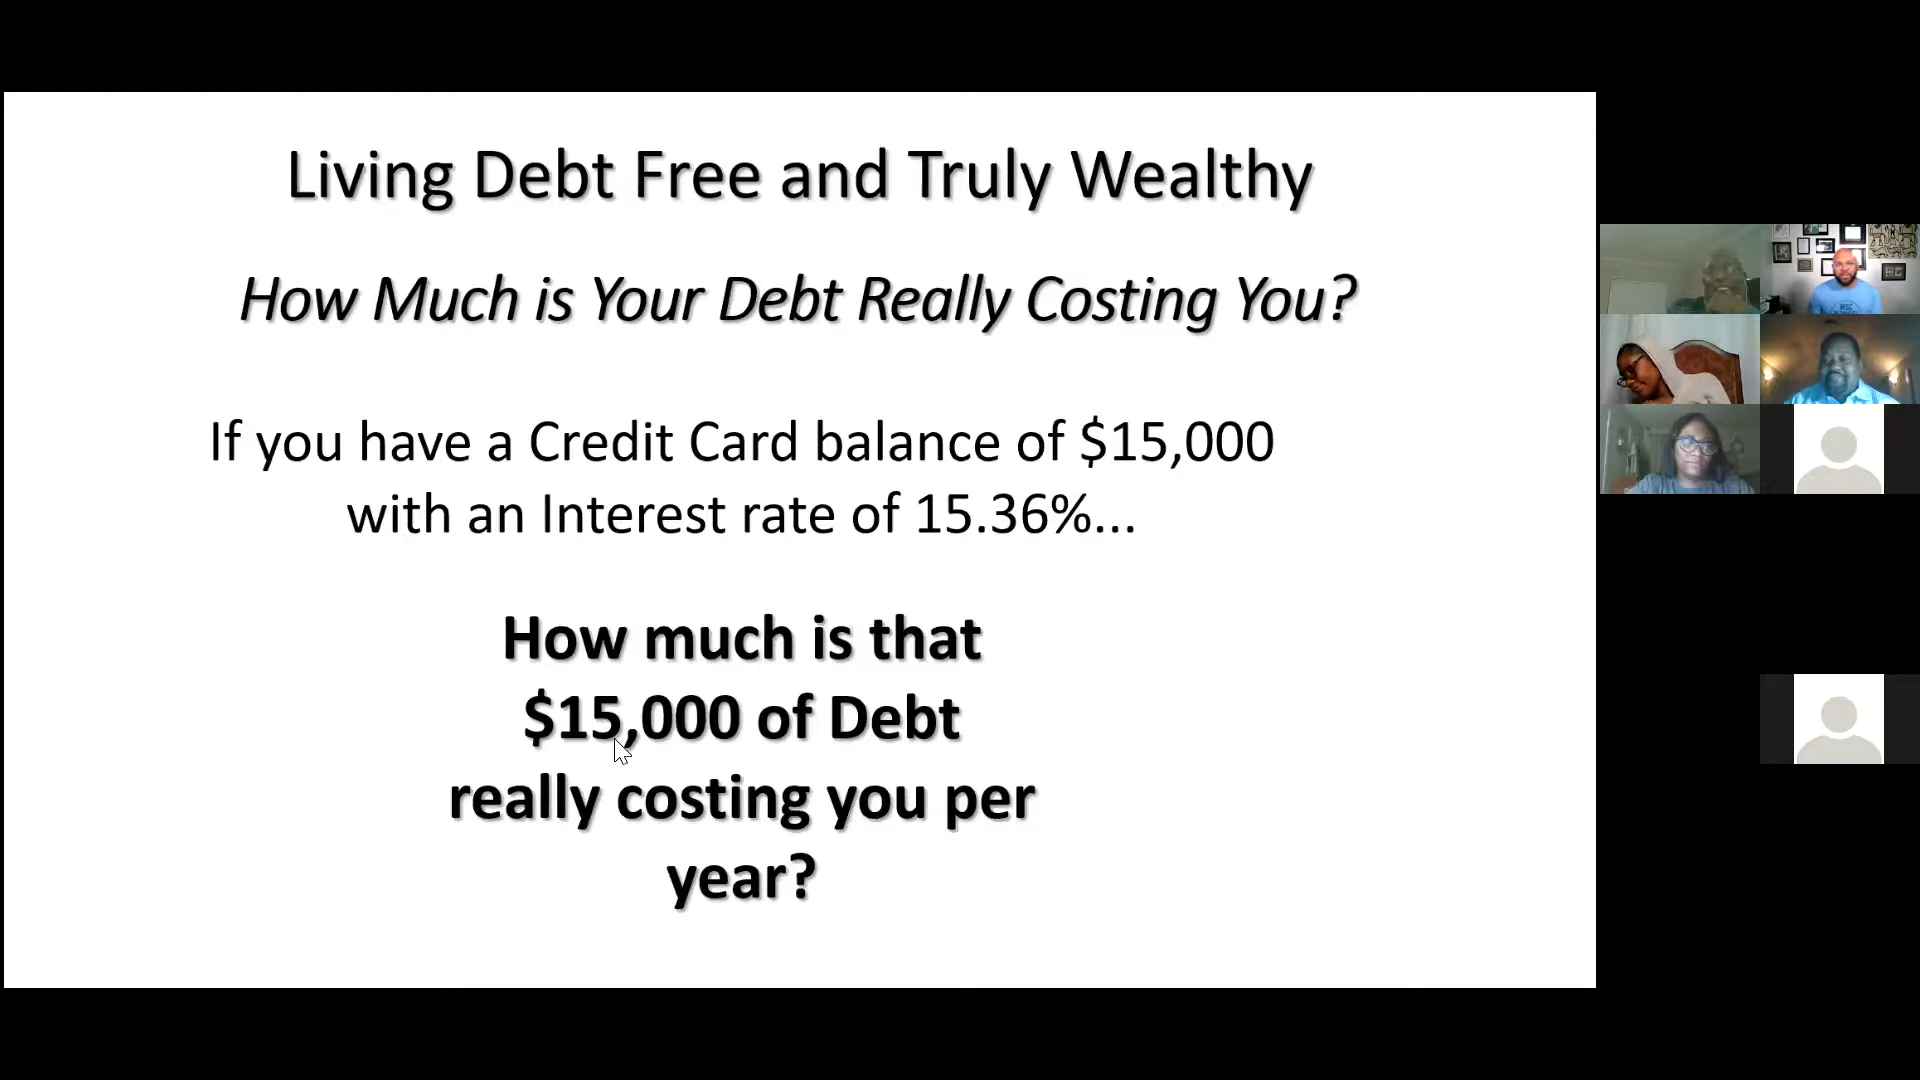 Living Debt Free and Truly Wealthy
How Much is Your Debt Really Costing You?
If you have a Credit Card balance of $15,000
with an Interest rate of 15.36%...
How much is that
$15,000 of Debt
really costing you per
year?